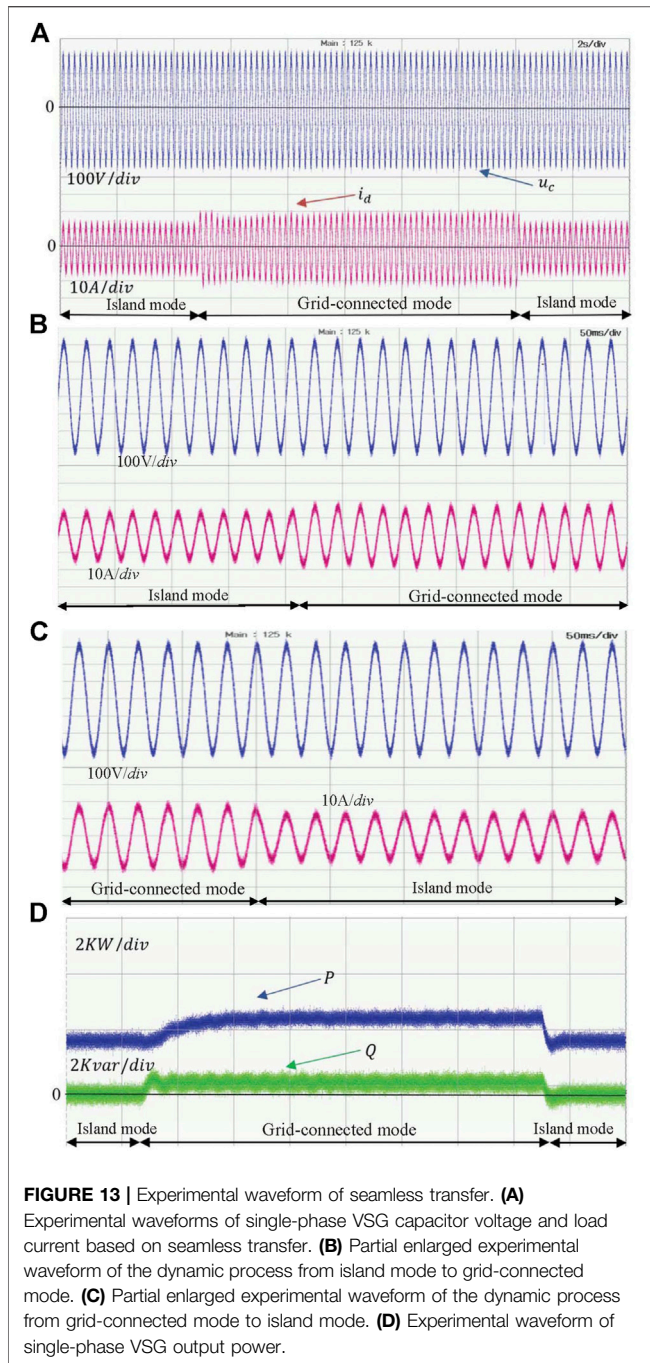 A
Main : 125 k
2s/div
0
100V/div
u_c
i_d
0
10A/div
Island mode
Grid-connected mode
Island mode
B
Main : 125 k
50ms/div
100V/div
10A/div
Island mode
Grid-connected mode
C
Main : 125 k
50ms/div
100V/div
10A/div
Grid-connected mode
Island mode
D
2KW/div
P
2Kvar/div
Q
0
Island mode
Grid-connected mode
Island mode
FIGURE 13 | Experimental waveform of seamless transfer. (A)
Experimental waveforms of single-phase VSG capacitor voltage and load
current based on seamless transfer. (B) Partial enlarged experimental
waveform of the dynamic process from island mode to grid-connected
mode. (C) Partial enlarged experimental waveform of the dynamic process
from grid-connected mode to island mode. (D) Experimental waveform of
single-phase VSG output power.